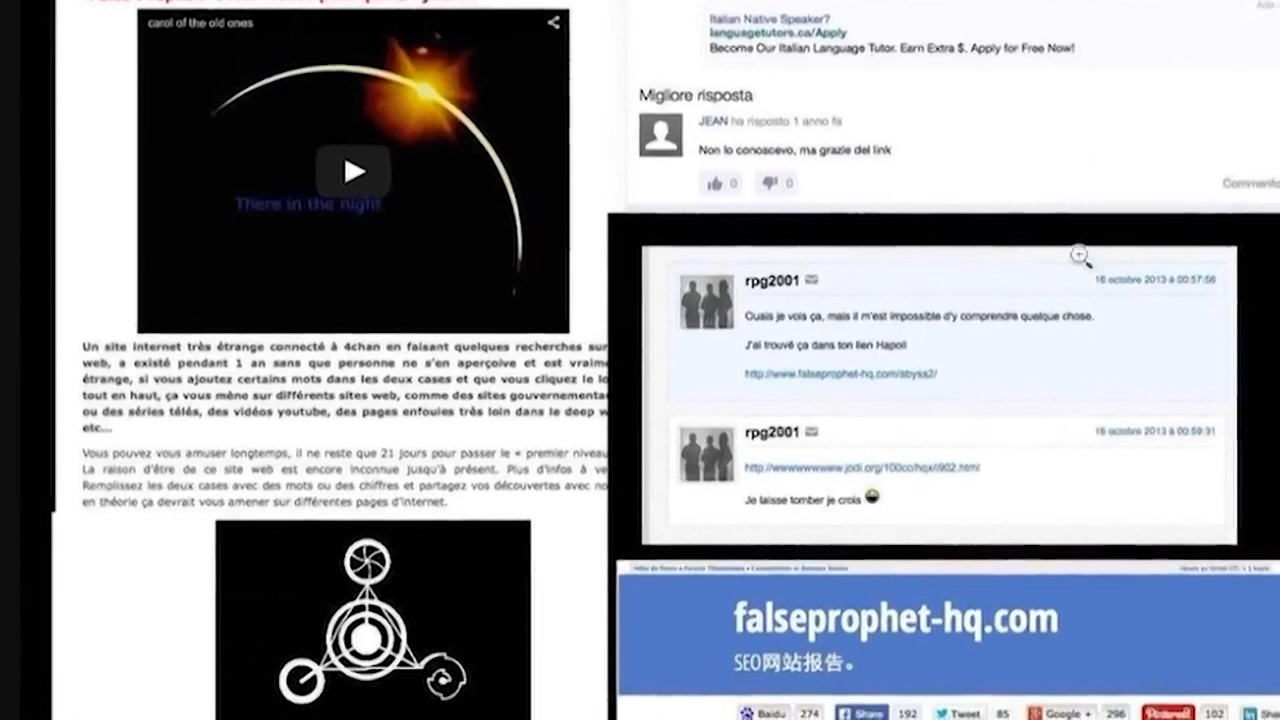 carol of the old ones
There in the night
Un site internet très étrange connecté à 4chan en faisant quelques recherches sur
web, a existé pendant 1 an sans que personne ne s'en aperçoive et est vraime
étrange, si vous ajoutez certains mots dans les deux cases et que vous cliquez le lo
tout en haut, ça vous mène sur différents sites web, comme des sites gouvernementa
ou des séries télés, des vidéos youtube, des pages enfouies très loin dans le deep w
etc...
Vous pouvez vous amuser longtemps, il ne reste que 21 jours pour passer le « premier niveau
La raison d'être de ce site web est encore inconnue jusqu'à présent. Plus d'infos à ve
Remplissez les deux cases avec des mots ou des chiffres et partagez vos découvertes avec no
en théorie ça devrait vous amener sur différentes pages d'internet.
Italian Native Speaker?
languagetutors.ca/Apply
Become Our Italian Language Tutor. Earn Extra $. Apply for Free Now!
Migliore risposta
JEAN ha risposto 1 anno fa
Non lo conoscevo, ma grazie del link
0 0
Commento
rpg2001
16 octobre 2013 à 00:57:56
Ouais je vois ça, mais il m'est impossible d'y comprendre quelque chose.
J'ai trouvé ça dans ton lien Hapoil
http://www.falseprophet-hq.com/abyss2/
rpg2001
16 octobre 2013 à 00:59:31
http://wwwwwwwww.jodi.org/100cc/hqx/i902.html
Je laisse tomber je crois
falseprophet-hq.com
SEO网站报告。
Baidu 274 Share 192 Tweet 85 Google + 296 Pinterest 102 in Sha